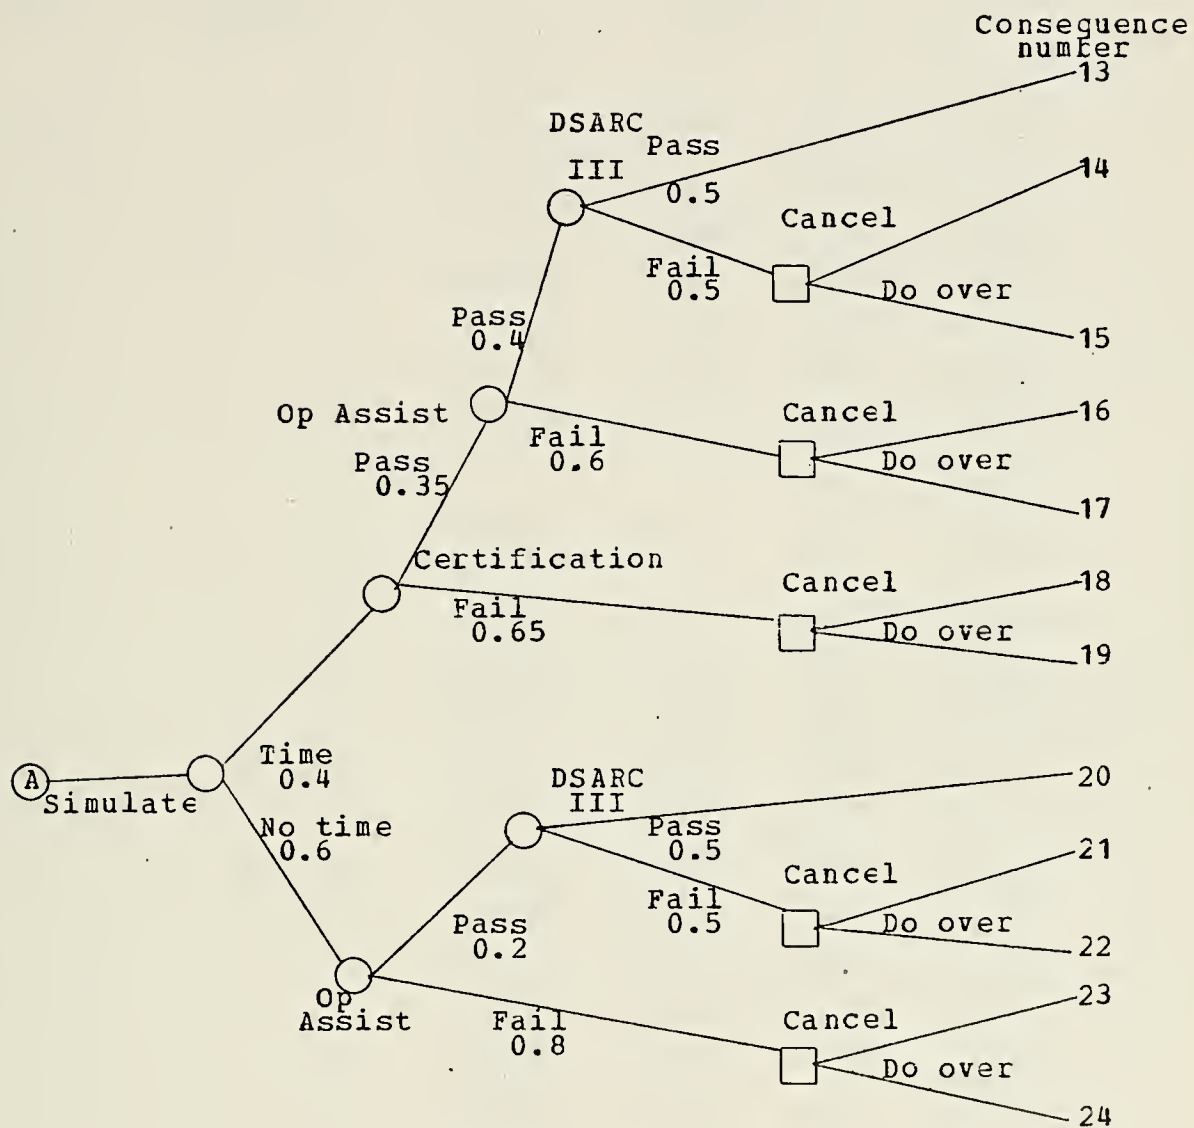 Consequence
number
13
DSARC
Pass
III
0.5
14
Cancel
Fail
0.5
Do over
15
Pass
0.4
Op Assist
Cancel
16
Fail
0.6
Do over
17
Pass
0.35
Certification
Cancel
18
Fail
0.65
Do over
19
A
Simulate
Time
0.4
DSARC
III
20
No time
0.6
Pass
0.5
21
Cancel
Fail
0.5
Do over
22
Pass
0.2
Op
Assist
23
Fail
0.8
Cancel
Do over
24